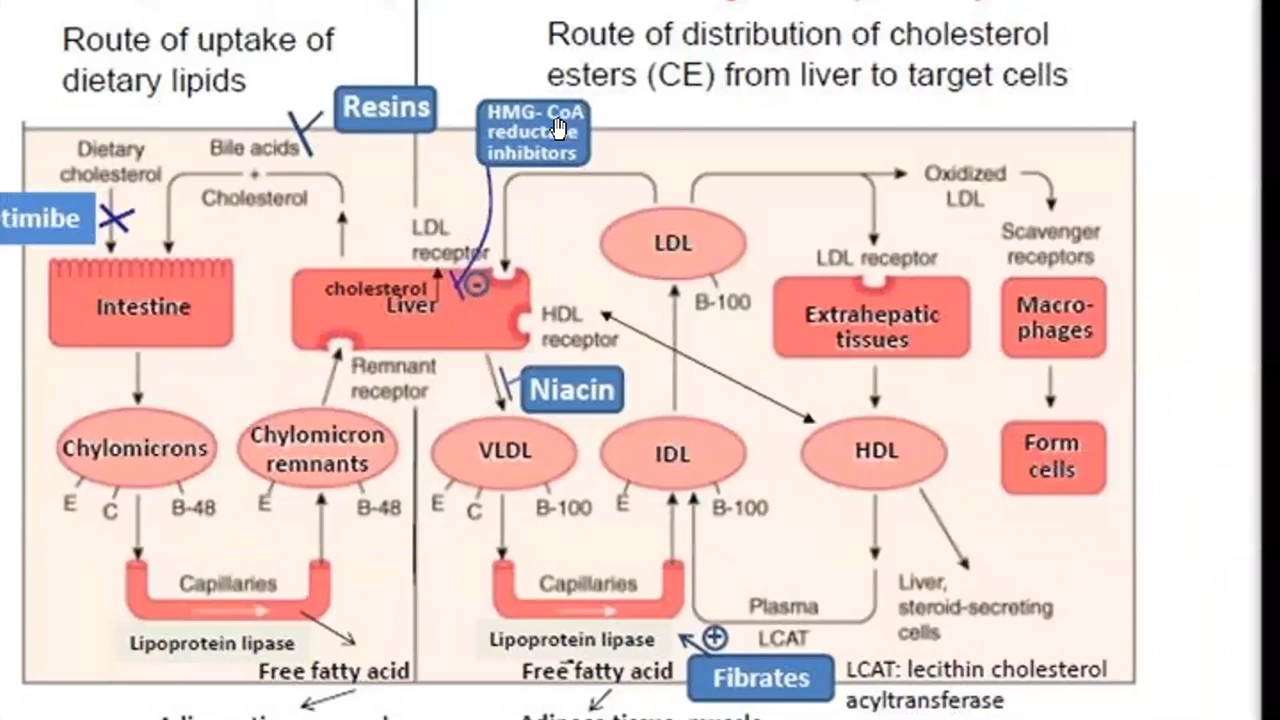 Route of uptake of
dietary lipids
Route of distribution of cholesterol
esters (CE) from liver to target cells
Resins
HMG- CoA
reductase
inhibitors
Dietary
cholesterol
Bile acids
+
Cholesterol
timibe
LDL
receptor
LDL
B-100
Oxidized
LDL
Scavenger
receptors
LDL receptor
Intestine
cholesterol
Liver
HDL
receptor
Extrahepatic
tissues
Macro-
phages
Remnant
receptor
Niacin
Chylomicrons
E C B-48
Chylomicron
remnants
E B-48
VLDL
E C B-100
IDL
E B-100
HDL
Form
cells
Capillaries
Lipoprotein lipase
Free fatty acid
Capillaries
Lipoprotein lipase
Free fatty acid
Plasma
LCAT
Liver,
steroid-secreting
cells
Fibrates
LCAT: lecithin cholesterol
acyltransferase